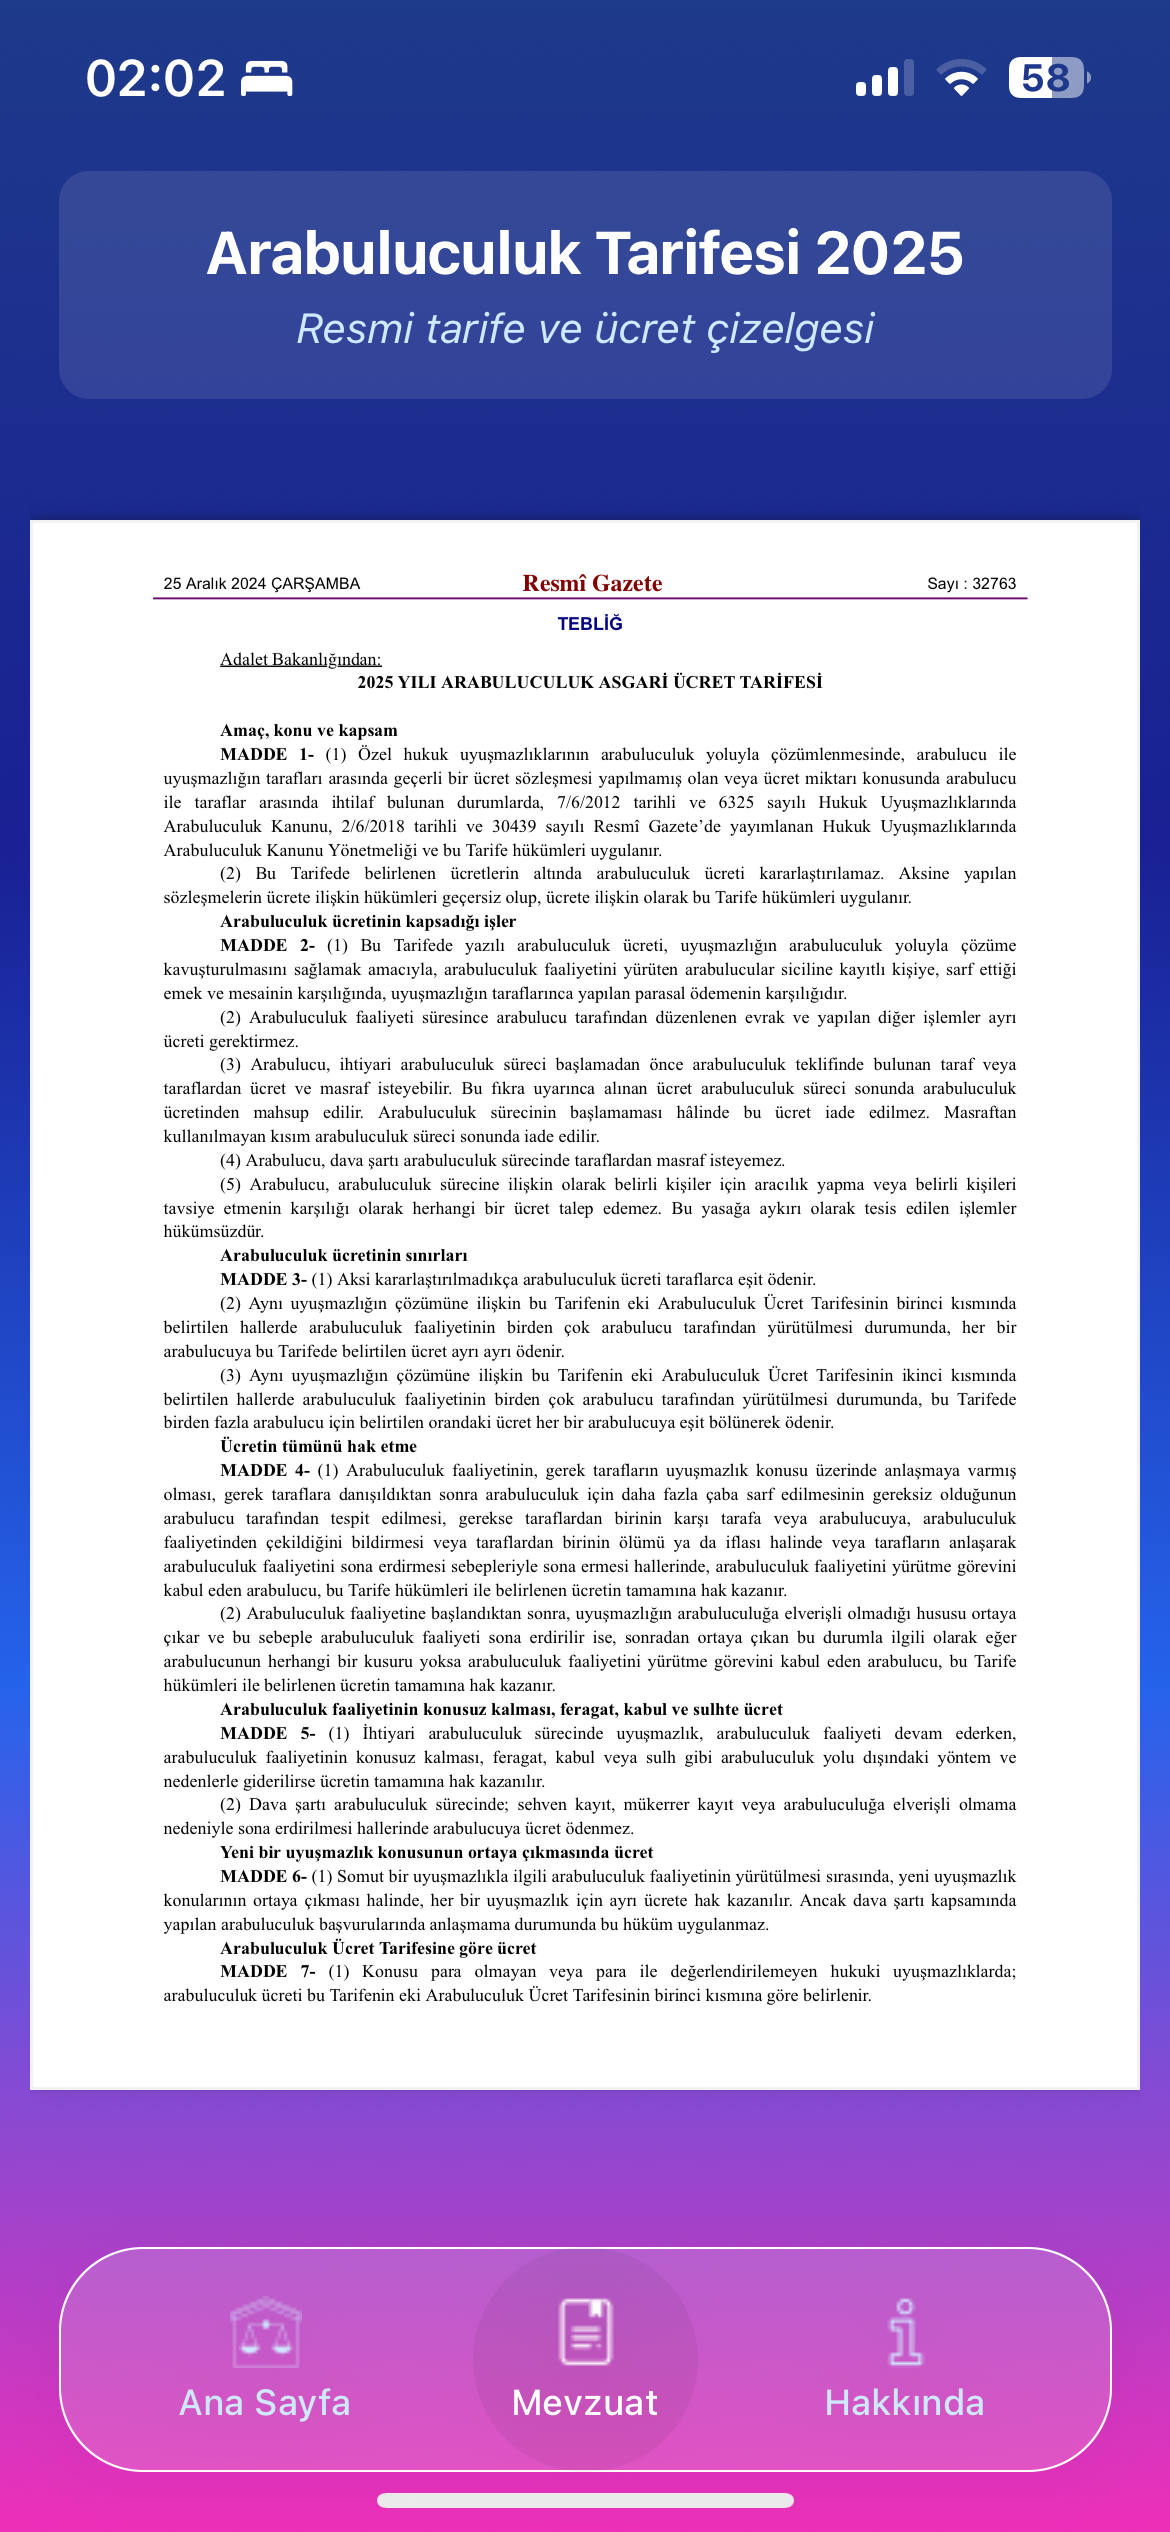 02:02
58
Arabuluculuk Tarifesi 2025
Resmi tarife ve ücret çizelgesi
25 Aralık 2024 ÇARŞAMBA Resmî Gazete Sayı : 32763
TEBLİĞ
Adalet Bakanlığından:
2025 YILI ARABULUCULUK ASGARİ ÜCRET TARİFESİ
Amaç, konu ve kapsam
MADDE 1- (1) Özel hukuk uyuşmazlıklarının arabuluculuk yoluyla çözümlenmesinde, arabulucu ile
uyuşmazlığın tarafları arasında geçerli bir ücret sözleşmesi yapılmamış olan veya ücret miktarı konusunda arabulucu
ile taraflar arasında ihtilaf bulunan durumlarda, 7/6/2012 tarihli ve 6325 sayılı Hukuk Uyuşmazlıklarında
Arabuluculuk Kanunu, 2/6/2018 tarihli ve 30439 sayılı Resmî Gazete’de yayımlanan Hukuk Uyuşmazlıklarında
Arabuluculuk Kanunu Yönetmeliği ve bu Tarife hükümleri uygulanır.
(2) Bu Tarifede belirlenen ücretlerin altında arabuluculuk ücreti kararlaştırılamaz. Aksine yapılan
sözleşmelerin ücrete ilişkin hükümleri geçersiz olup, ücrete ilişkin olarak bu Tarife hükümleri uygulanır.
Arabuluculuk ücretinin kapsadığı işler
MADDE 2- (1) Bu Tarifede yazılı arabuluculuk ücreti, uyuşmazlığın arabuluculuk yoluyla çözüme
kavuşturulmasını sağlamak amacıyla, arabuluculuk faaliyetini yürüten arabulucular siciline kayıtlı kişiye, sarf ettiği
emek ve mesainin karşılığında, uyuşmazlığın taraflarınca yapılan parasal ödemenin karşılığıdır.
(2) Arabuluculuk faaliyeti süresince arabulucu tarafından düzenlenen evrak ve yapılan diğer işlemler ayrı
ücreti gerektirmez.
(3) Arabulucu, ihtiyari arabuluculuk süreci başlamadan önce arabuluculuk teklifinde bulunan taraf veya
taraflardan ücret ve masraf isteyebilir. Bu fıkra uyarınca alınan ücret arabuluculuk süreci sonunda arabuluculuk
ücretinden mahsup edilir. Arabuluculuk sürecinin başlamaması hâlinde bu ücret iade edilmez. Masraftan
kullanılmayan kısım arabuluculuk süreci sonunda iade edilir.
(4) Arabulucu, dava şartı arabuluculuk sürecinde taraflardan masraf isteyemez.
(5) Arabulucu, arabuluculuk sürecine ilişkin olarak belirli kişiler için aracılık yapma veya belirli kişileri
tavsiye etmenin karşılığı olarak herhangi bir ücret talep edemez. Bu yasağa aykırı olarak tesis edilen işlemler
hükümsüzdür.
Arabuluculuk ücretinin sınırları
MADDE 3- (1) Aksi kararlaştırılmadıkça arabuluculuk ücreti taraflarca eşit ödenir.
(2) Aynı uyuşmazlığın çözümüne ilişkin bu Tarifenin eki Arabuluculuk Ücret Tarifesinin birinci kısmında
belirtilen hallerde arabuluculuk faaliyetinin birden çok arabulucu tarafından yürütülmesi durumunda, her bir
arabulucuya bu Tarifede belirtilen ücret ayrı ayrı ödenir.
(3) Aynı uyuşmazlığın çözümüne ilişkin bu Tarifenin eki Arabuluculuk Ücret Tarifesinin ikinci kısmında
belirtilen hallerde arabuluculuk faaliyetinin birden çok arabulucu tarafından yürütülmesi durumunda, bu Tarifede
birden fazla arabulucu için belirtilen orandaki ücret her bir arabulucuya eşit bölünerek ödenir.
Ücretin tümünü hak etme
MADDE 4- (1) Arabuluculuk faaliyetinin, gerek tarafların uyuşmazlık konusu üzerinde anlaşmaya varmış
olması, gerek taraflara danışıldıktan sonra arabuluculuk için daha fazla çaba sarf edilmesinin gereksiz olduğunun
arabulucu tarafından tespit edilmesi, gerekse taraflardan birinin karşı tarafa veya arabulucuya, arabuluculuk
faaliyetinden çekildiğini bildirmesi veya taraflardan birinin ölümü ya da iflası halinde veya tarafların anlaşarak
arabuluculuk faaliyetini sona erdirmesi sebepleriyle sona ermesi hallerinde, arabuluculuk faaliyetini yürütme görevini
kabul eden arabulucu, bu Tarife hükümleri ile belirlenen ücretin tamamına hak kazanır.
(2) Arabuluculuk faaliyetine başlandıktan sonra, uyuşmazlığın arabuluculuğa elverişli olmadığı hususu ortaya
çıkar ve bu sebeple arabuluculuk faaliyeti sona erdirilir ise, sonradan ortaya çıkan bu durumla ilgili olarak eğer
arabulucunun herhangi bir kusuru yoksa arabuluculuk faaliyetini yürütme görevini kabul eden arabulucu, bu Tarife
hükümleri ile belirlenen ücretin tamamına hak kazanır.
Arabuluculuk faaliyetinin konusuz kalması, feragat, kabul ve sulhte ücret
MADDE 5- (1) İhtiyari arabuluculuk sürecinde uyuşmazlık, arabuluculuk faaliyeti devam ederken,
arabuluculuk faaliyetinin konusuz kalması, feragat, kabul veya sulh gibi arabuluculuk yolu dışındaki yöntem ve
nedenlerle giderilirse ücretin tamamına hak kazanılır.
(2) Dava şartı arabuluculuk sürecinde; sehven kayıt, mükerrer kayıt veya arabuluculuğa elverişli olmama
nedeniyle sona erdirilmesi hallerinde arabulucuya ücret ödenmez.
Yeni bir uyuşmazlık konusunun ortaya çıkmasında ücret
MADDE 6- (1) Somut bir uyuşmazlıkla ilgili arabuluculuk faaliyetinin yürütülmesi sırasında, yeni uyuşmazlık
konularının ortaya çıkması halinde, her bir uyuşmazlık için ayrı ücrete hak kazanılır. Ancak dava şartı kapsamında
yapılan arabuluculuk başvurularında anlaşmama durumunda bu hüküm uygulanmaz.
Arabuluculuk Ücret Tarifesine göre ücret
MADDE 7- (1) Konusu para olmayan veya para ile değerlendirilemeyen hukuki uyuşmazlıklarda;
arabuluculuk ücreti bu Tarifenin eki Arabuluculuk Ücret Tarifesinin birinci kısmına göre belirlenir.
Ana Sayfa
Mevzuat
Hakkında